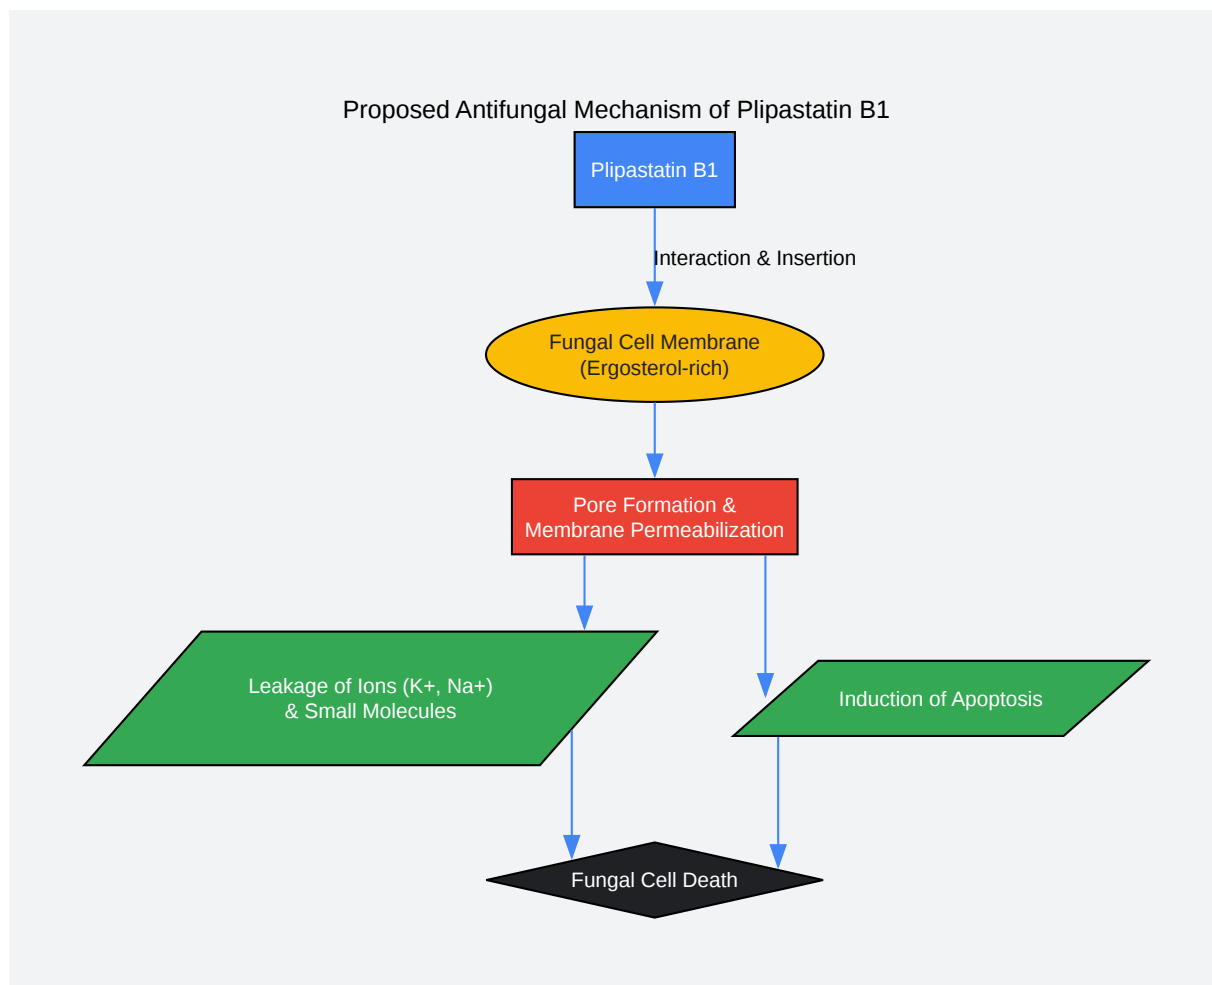 Proposed Antifungal Mechanism of Plipastatin B1
Plipastatin B1
Interaction & Insertion
Fungal Cell Membrane
(Ergosterol-rich)
Pore Formation &
Membrane Permeabilization
Leakage of Ions (K+, Na+)
& Small Molecules
Induction of Apoptosis
Fungal Cell Death